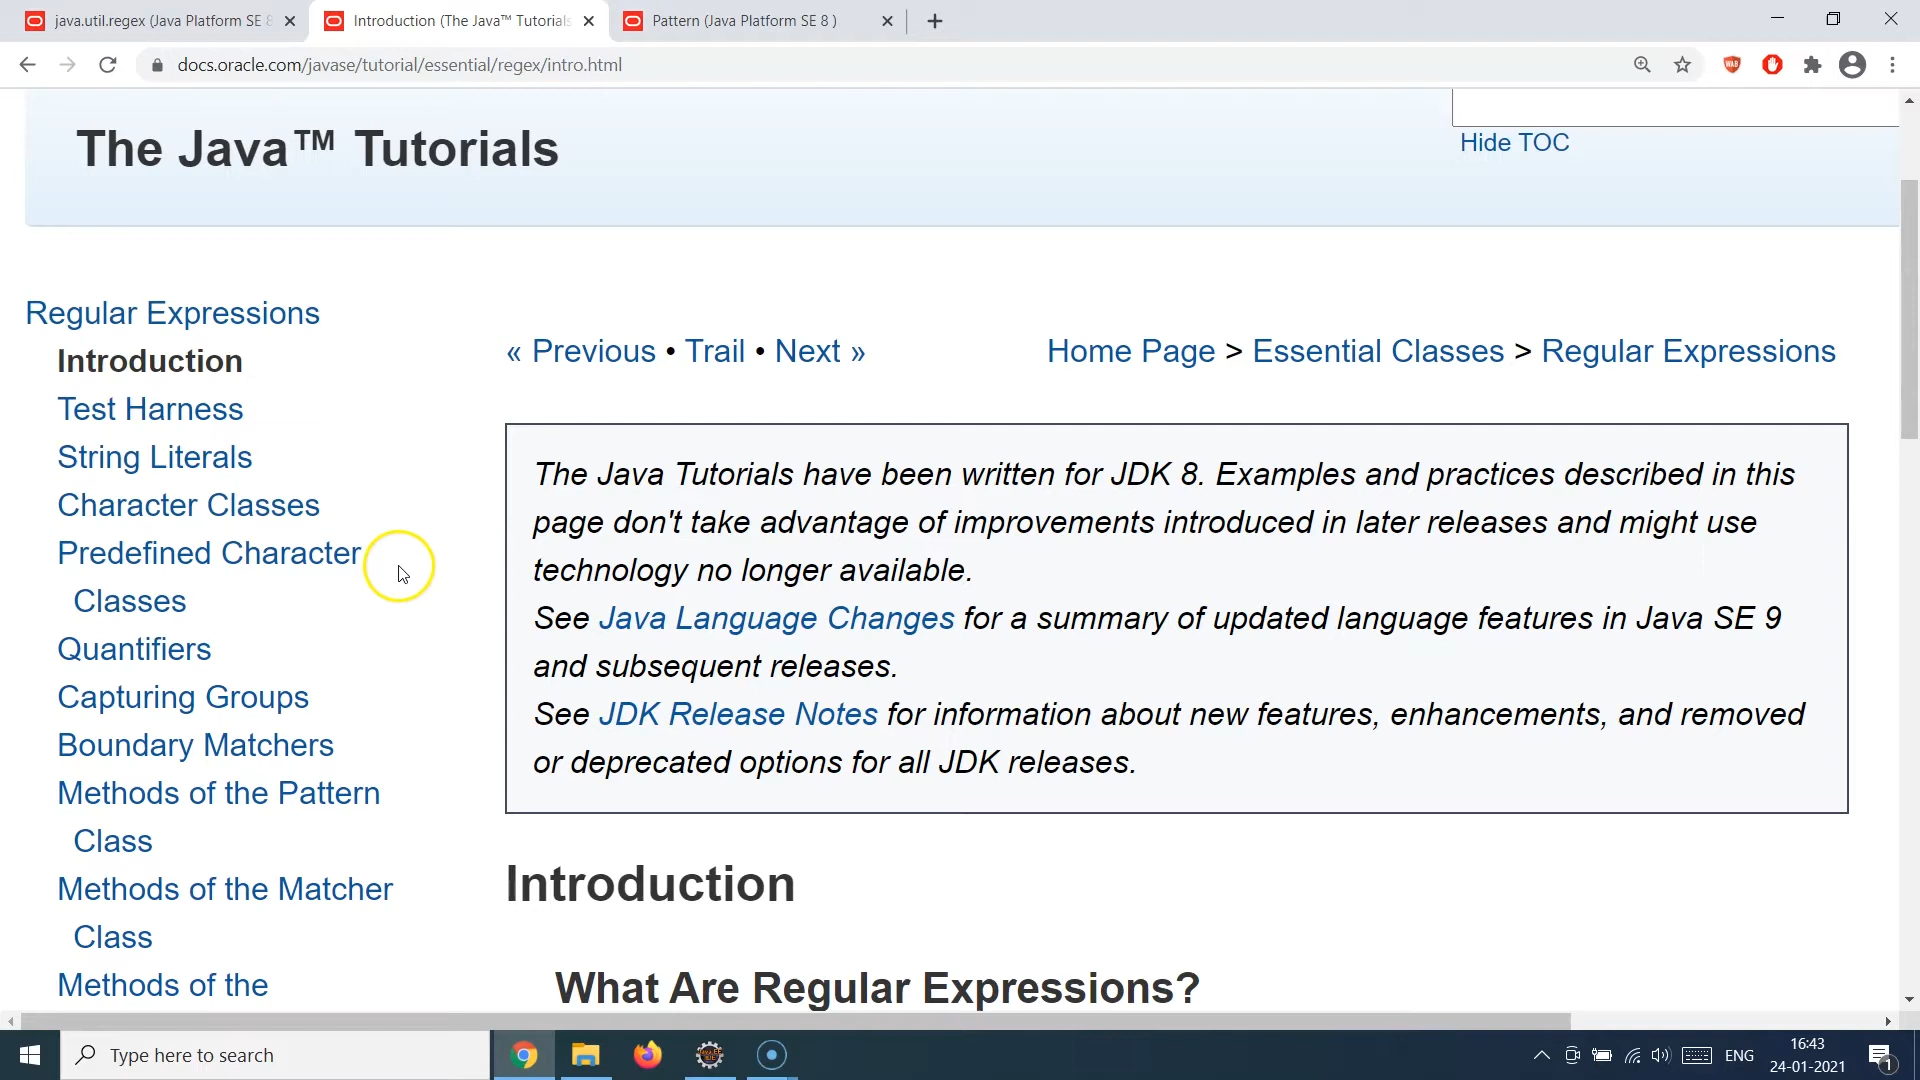 java.util.regex (Java Platform SE 8
Introduction (The Java™ Tutorials
Pattern (Java Platform SE 8 )
docs.oracle.com/javase/tutorial/essential/regex/intro.html
The Java™ Tutorials
Hide TOC
Regular Expressions
Introduction
Test Harness
String Literals
Character Classes
Predefined Character
Classes
Quantifiers
Capturing Groups
Boundary Matchers
Methods of the Pattern
Class
Methods of the Matcher
Class
Methods of the
« Previous • Trail • Next »
Home Page > Essential Classes > Regular Expressions
The Java Tutorials have been written for JDK 8. Examples and practices described in this
page don't take advantage of improvements introduced in later releases and might use
technology no longer available.
See Java Language Changes for a summary of updated language features in Java SE 9
and subsequent releases.
See JDK Release Notes for information about new features, enhancements, and removed
or deprecated options for all JDK releases.
Introduction
What Are Regular Expressions?
Type here to search
ENG
16:43
24-01-2021
1